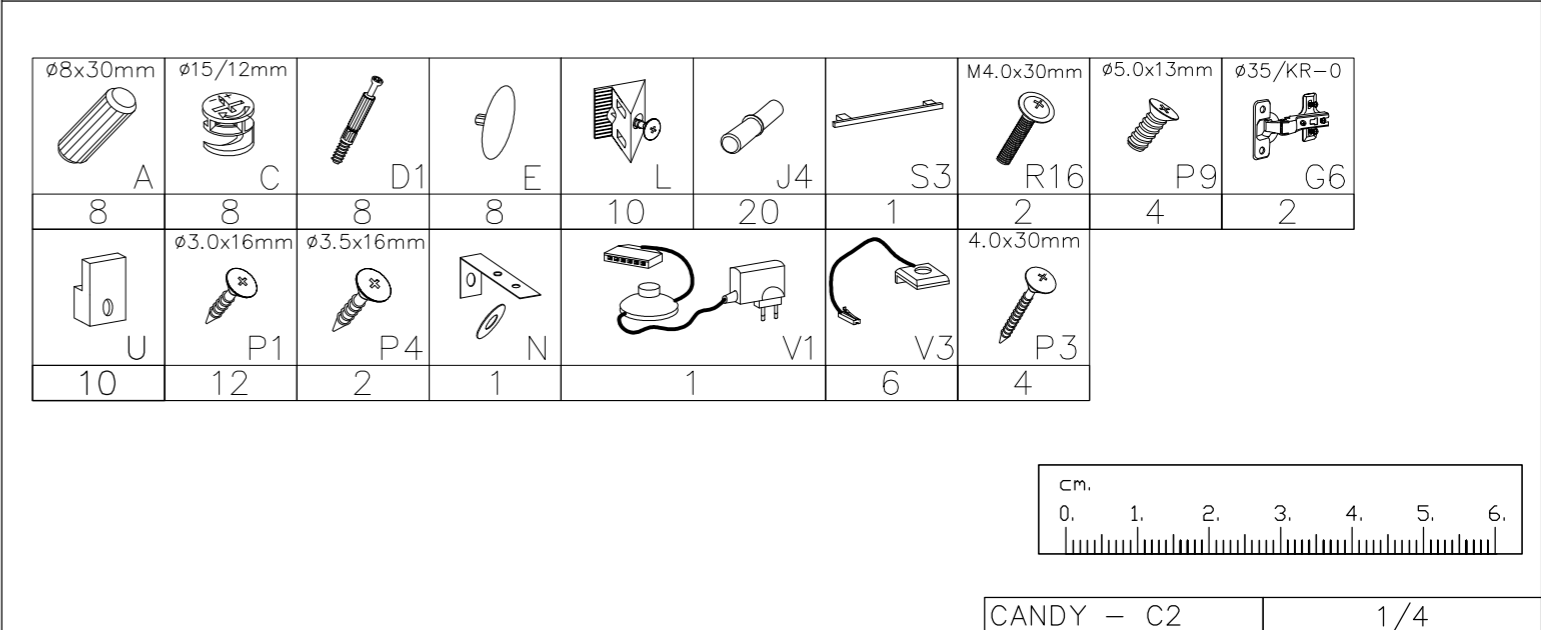 ø8x30mm ø15/12mm M4.0x30mm ø5.0x13mm ø35/KR-0
A C D1 E L J4 S3 R16 P9 G6
8 8 8 8 10 20 1 2 4 2
ø3.0x16mm ø3.5x16mm 4.0x30mm
U P1 P4 N V1 V3 P3
10 12 2 1 1 6 4
cm.
0. 1. 2. 3. 4. 5. 6.
CANDY - C2 1/4